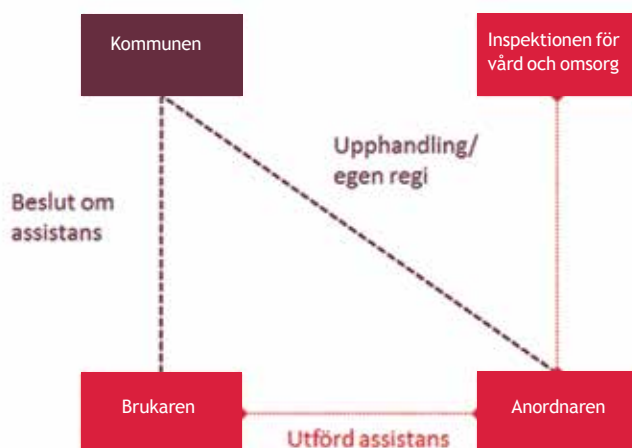 Kommunen
Inspektionen för
vård och omsorg
Upphandling/
egen regi
Beslut om
assistans
Brukaren
Anordnaren
Utförd assistans